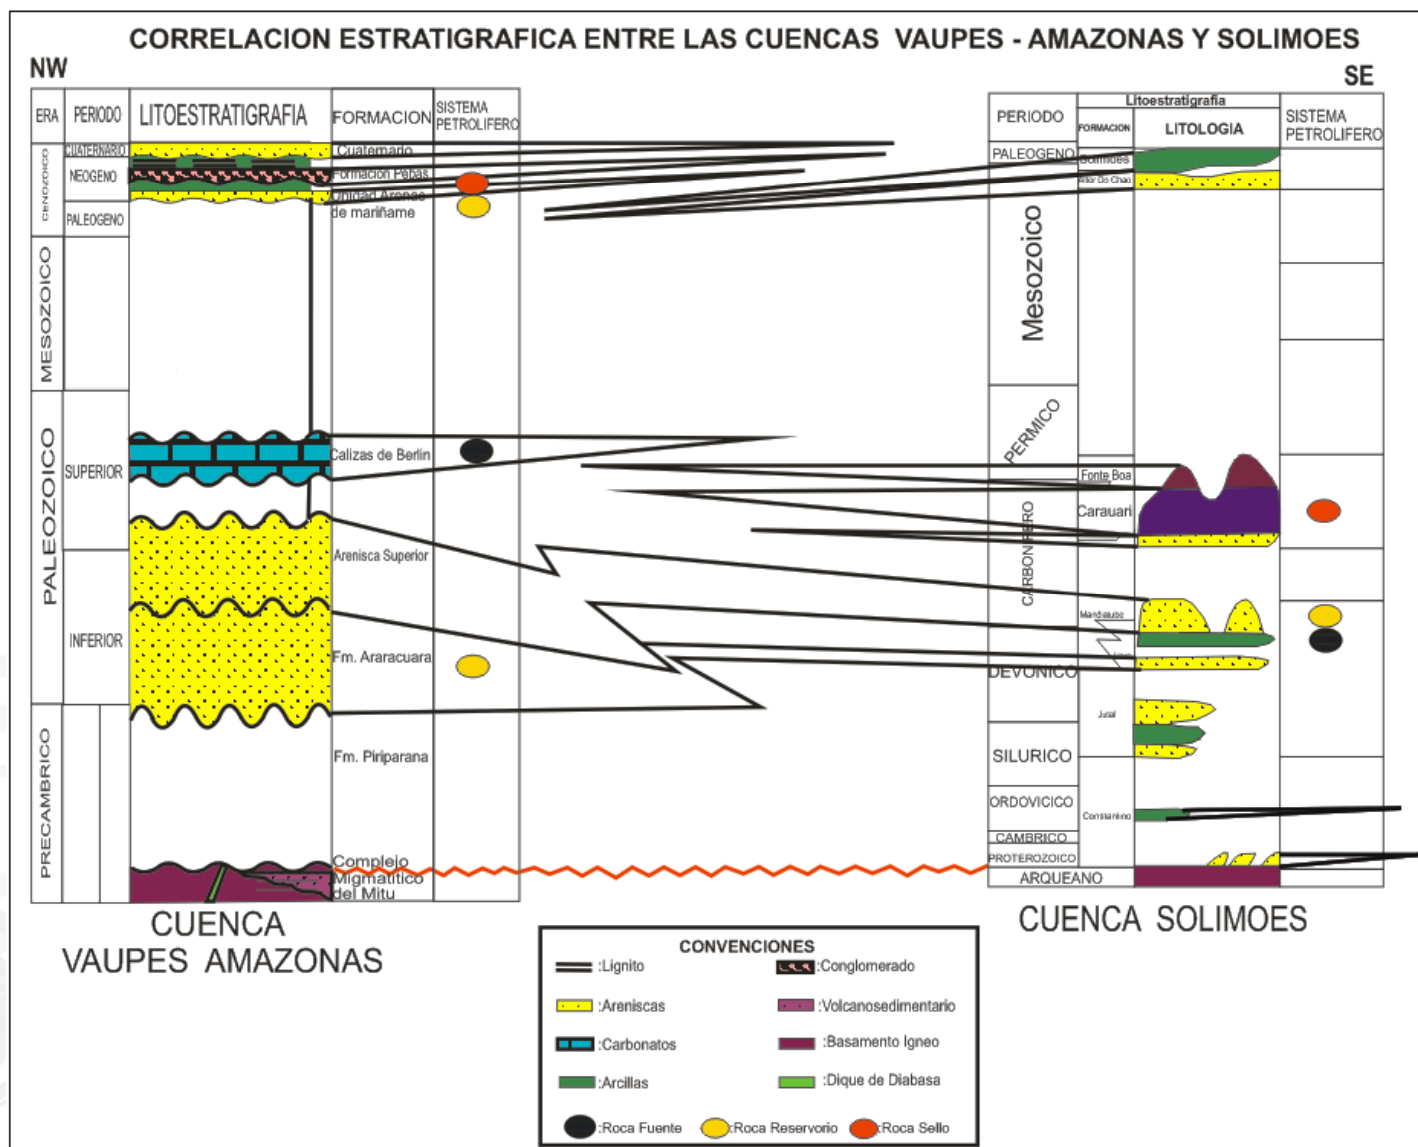 CORRELACION ESTRATIGRAFICA ENTRE LAS CUENCAS VAUPES - AMAZONAS Y SOLIMOES
NW
SE
ERA
PERIODO
LITOESTRATIGRAFIA
FORMACION
SISTEMA
PETROLIFERO
CENOZOICO
CUATERNARIO
NEOGENO
PALEOGENO
MESOZOICO
PALEOZOICO
SUPERIOR
INFERIOR
PRECAMBRICO
Cuaternario
Formacion Pebas
Unidad Arenas
de mariñame
Calizas de Berlin
Arenisca Superior
Fm. Araracuara
Fm. Piriparana
Complejo
Migmatitico
del Mitu
CUENCA
VAUPES AMAZONAS
PERIODO
Litoestratigrafia
FORMACION
LITOLOGIA
SISTEMA
PETROLIFERO
PALEOGENO
Solimoes
Alter Do Chao
Mesozoico
PERMICO
Fonte Boa
CARBONIFERO
Carauari
DEVONICO
Jutai
SILURICO
ORDOVICICO
Constantino
CAMBRICO
PROTEROZOICO
ARQUEANO
CUENCA SOLIMOES
CONVENCIONES
:Lignito
:Conglomerado
:Areniscas
:Volcanosedimentario
:Carbonatos
:Basamento Igneo
:Arcillas
:Dique de Diabasa
:Roca Fuente
:Roca Reservorio
:Roca Sello